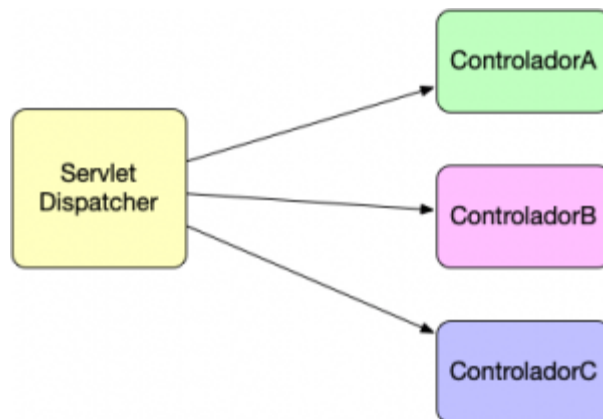 Servlet
Dispatcher
ControladorA
ControladorB
ControladorC